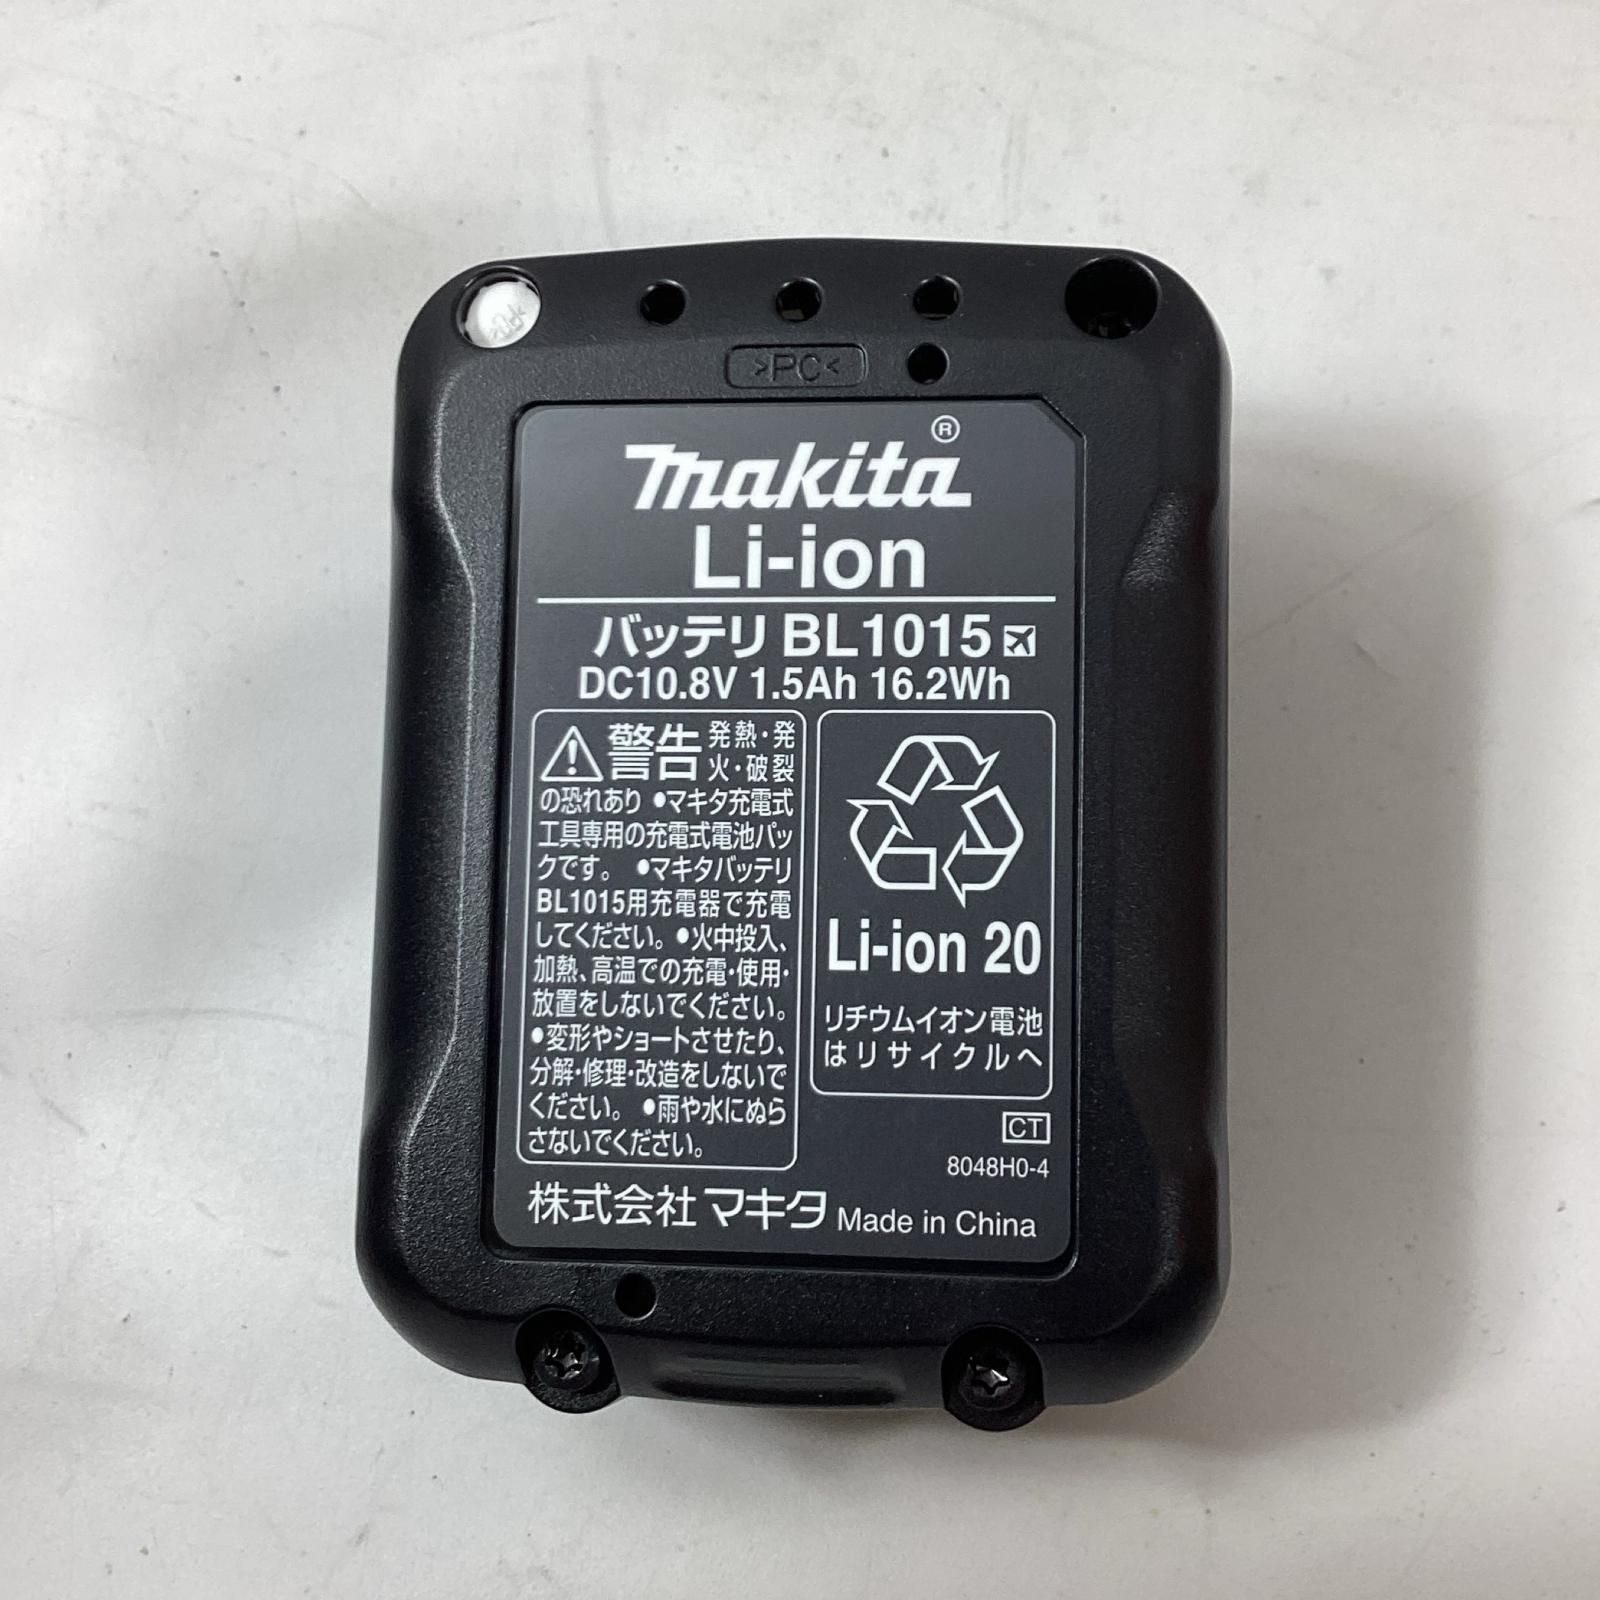 >PC<
makita®
Li-ion
バッテリ BL1015
DC10.8V 1.5Ah 16.2Wh
警告 発熱・発
火・破裂
の恐れあり ●マキタ充電式
工具専用の充電式電池パッ
クです。 ●マキタバッテリ
BL1015用充電器で充電
してください。●火中投入、
加熱、高温での充電・使用・
放置をしないでください。
●変形やショートさせたり、
分解・修理・改造をしないで
ください。 ●雨や水にぬら
さないでください。
Li-ion 20
リチウムイオン電池
はリサイクルへ
CT
8048H0-4
株式会社 マキタ Made in China